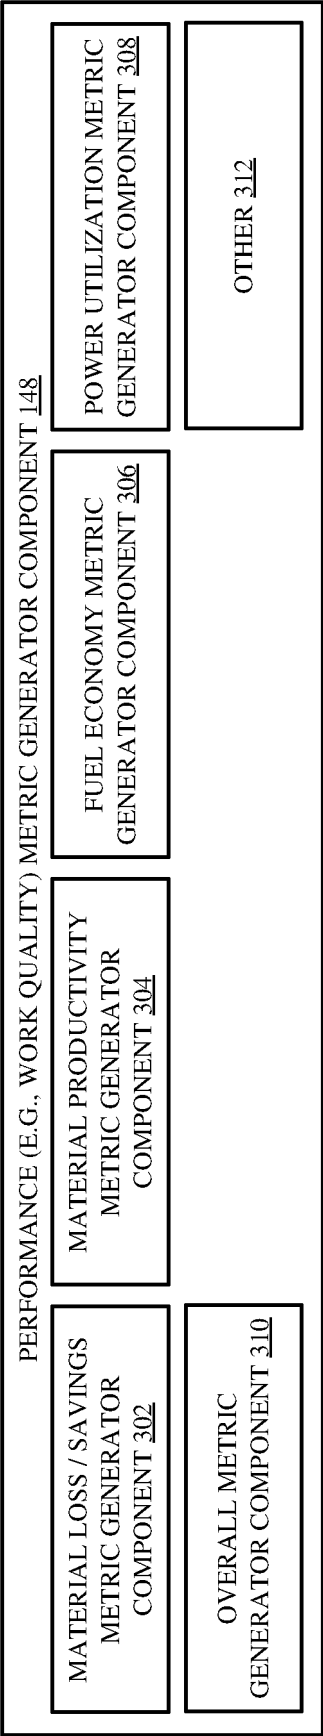 PERFORMANCE (E.G., WORK QUALITY) METRIC GENERATOR COMPONENT 148
MATERIAL LOSS / SAVINGS
METRIC GENERATOR
COMPONENT 302
MATERIAL PRODUCTIVITY
METRIC GENERATOR
COMPONENT 304
FUEL ECONOMY METRIC
GENERATOR COMPONENT 306
POWER UTILIZATION METRIC
GENERATOR COMPONENT 308
OVERALL METRIC
GENERATOR COMPONENT 310
OTHER 312